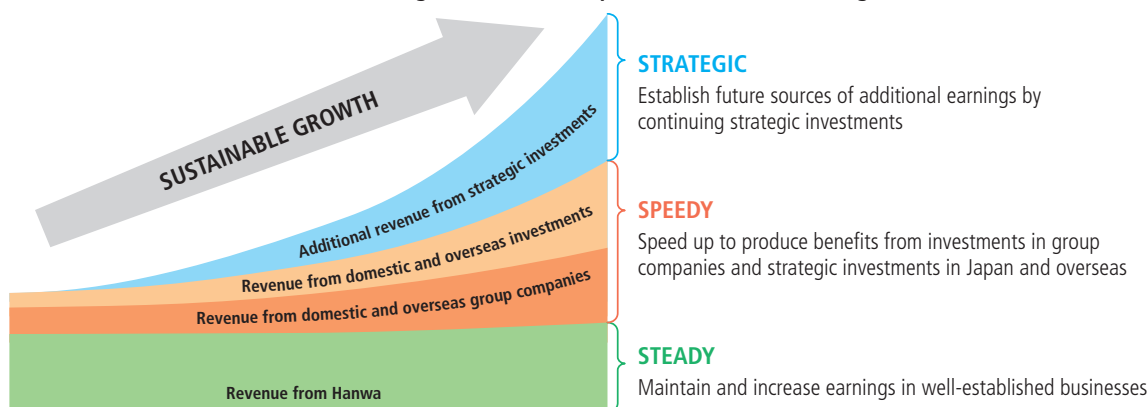 SUSTAINABLE GROWTH
STRATEGIC
Establish future sources of additional earnings by
continuing strategic investments
Additional revenue from strategic investments
SPEEDY
Speed up to produce benefits from investments in group
companies and strategic investments in Japan and overseas
Revenue from domestic and overseas investments
Revenue from domestic and overseas group companies
STEADY
Maintain and increase earnings in well-established businesses
Revenue from Hanwa